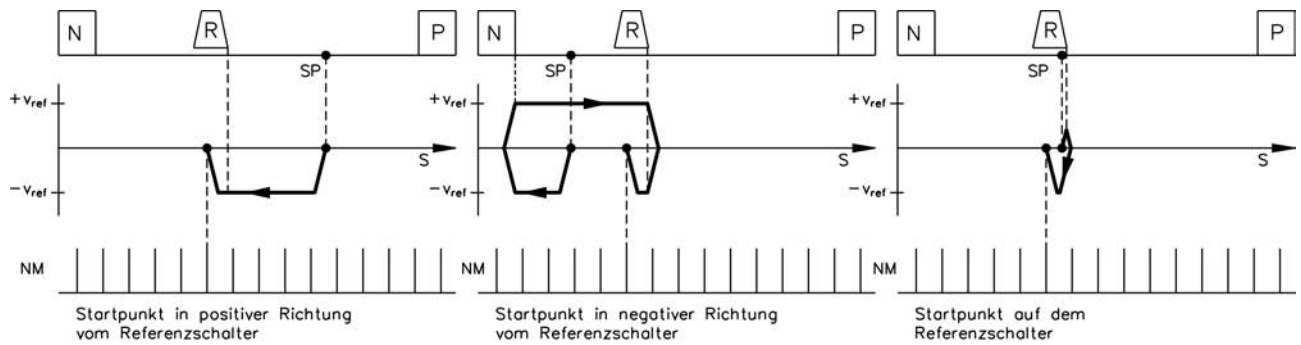 N R P
SP
+ vref
S
− vref
NM
Startpunkt in positiver Richtung
vom Referenzschalter
N R P
SP
+ vref
S
− vref
NM
Startpunkt in negativer Richtung
vom Referenzschalter
N R P
SP
+ vref
S
− vref
NM
Startpunkt auf dem
Referenzschalter